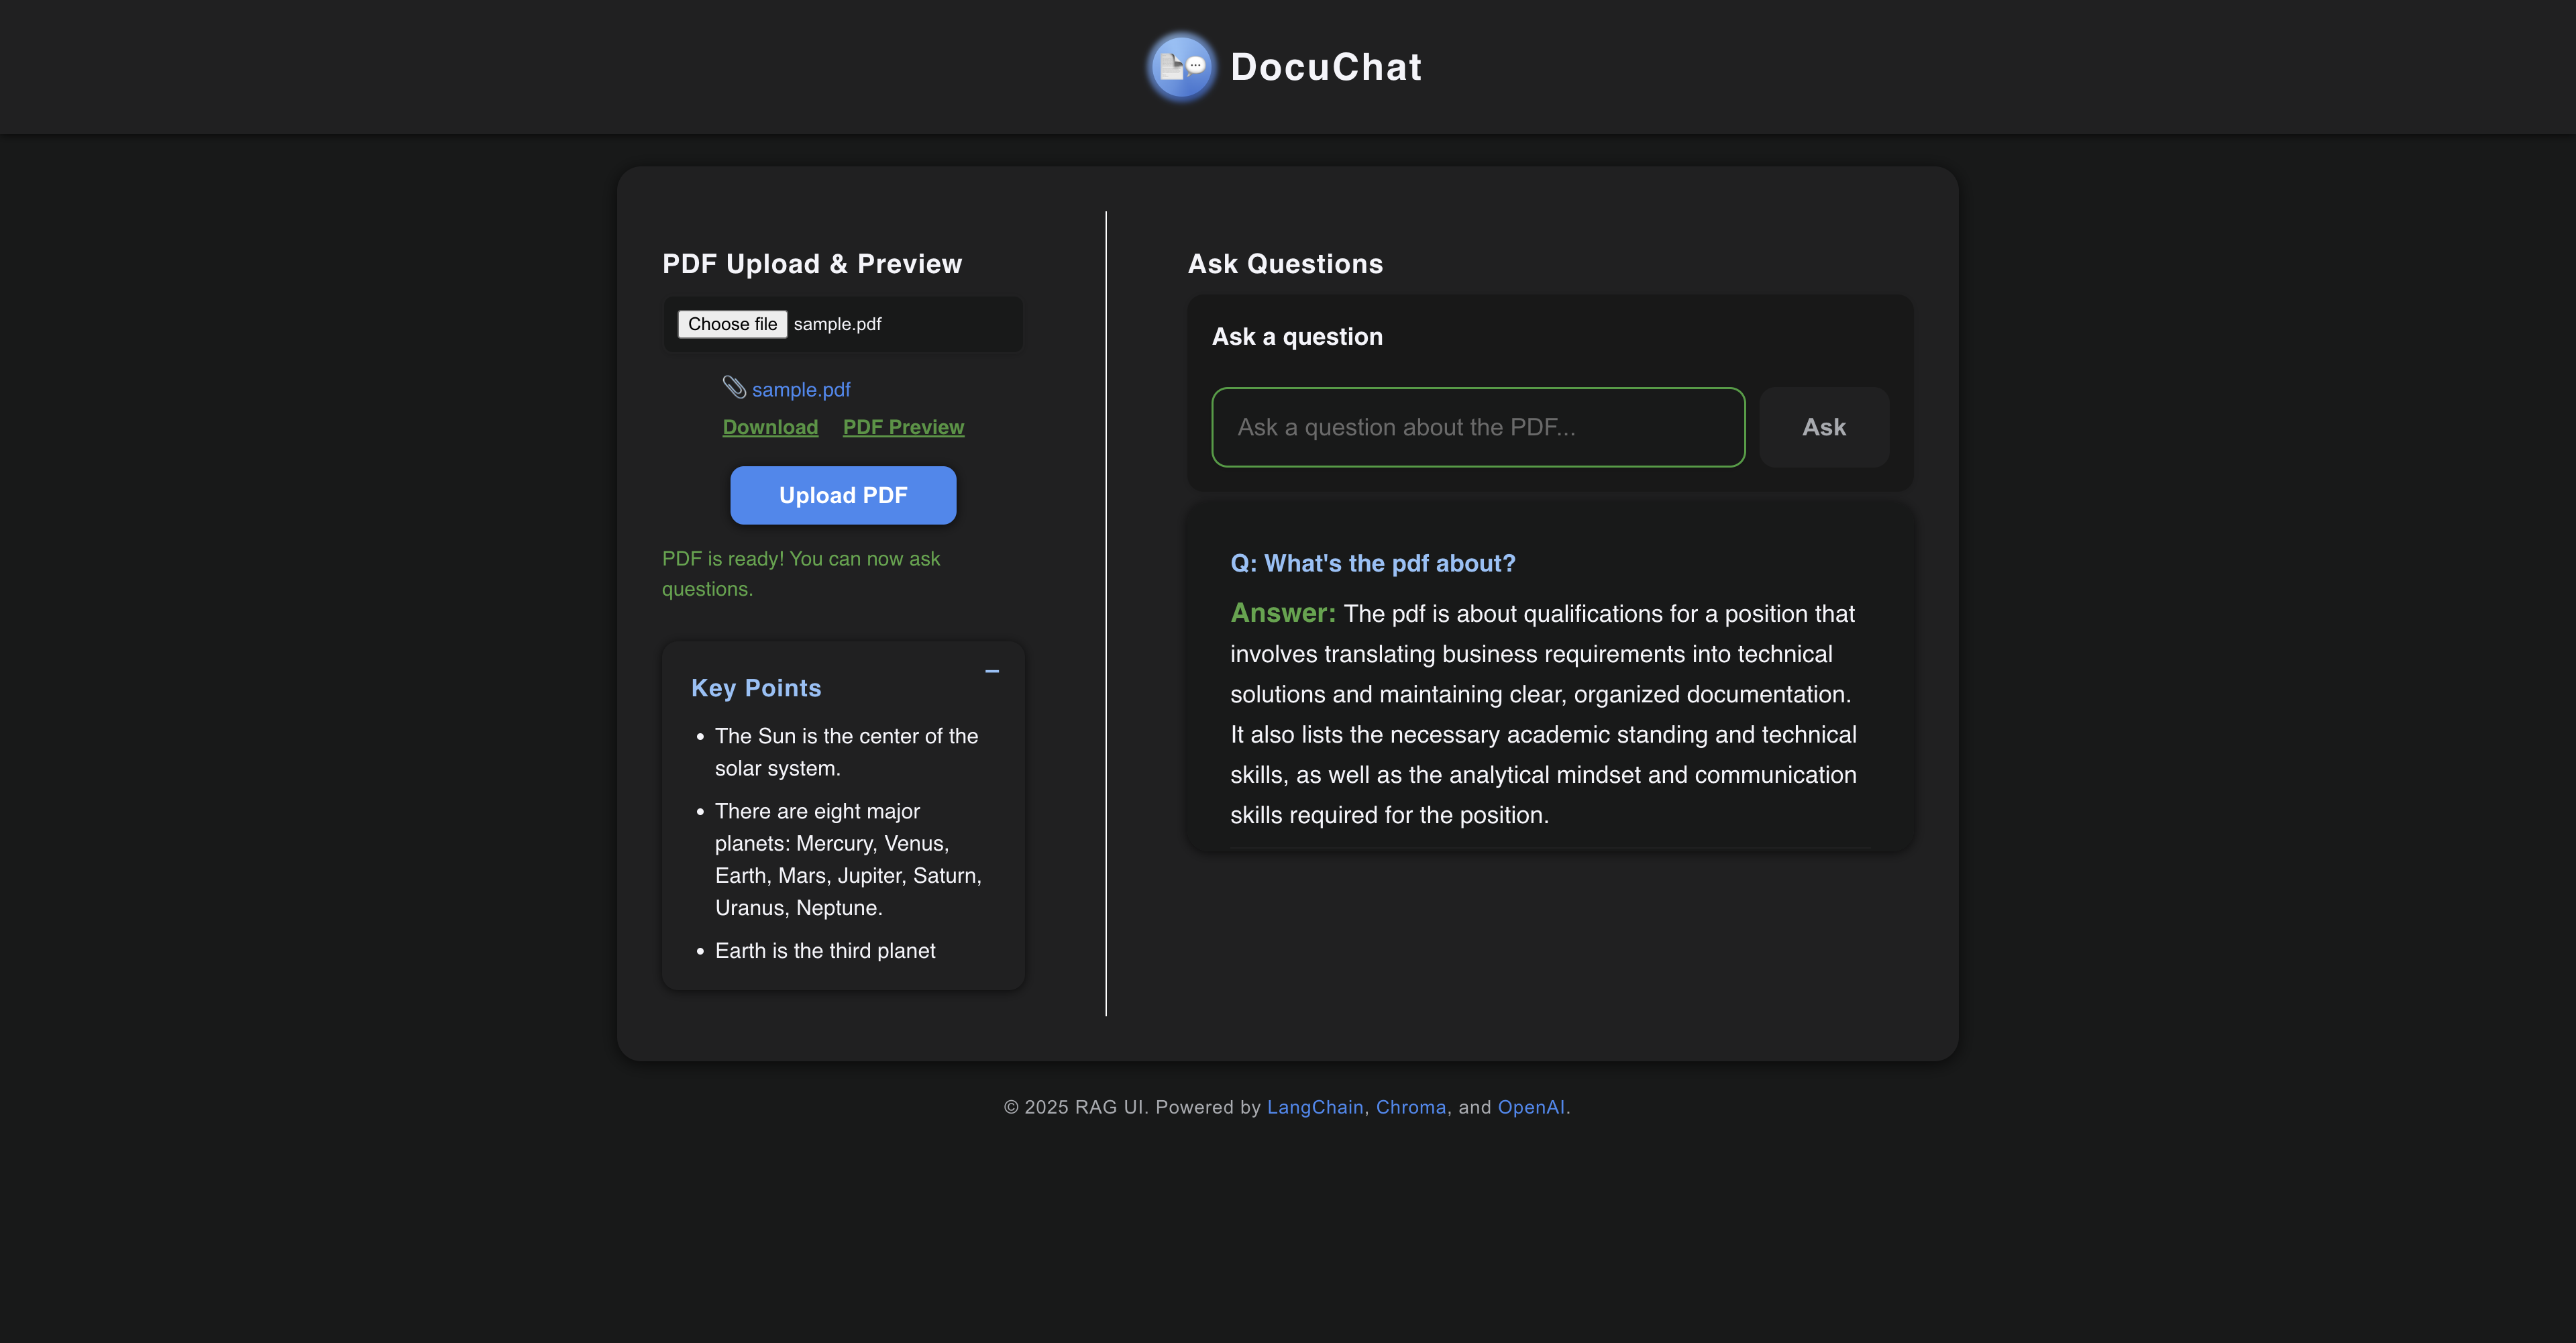 DocuChat
PDF Upload & Preview
Choose file sample.pdf
sample.pdf
Download PDF Preview
Upload PDF
PDF is ready! You can now ask
questions.
Key Points
–
• The Sun is the center of the
solar system.
• There are eight major
planets: Mercury, Venus,
Earth, Mars, Jupiter, Saturn,
Uranus, Neptune.
• Earth is the third planet
Ask Questions
Ask a question
Ask a question about the PDF...
Ask
Q: What's the pdf about?
Answer: The pdf is about qualifications for a position that
involves translating business requirements into technical
solutions and maintaining clear, organized documentation.
It also lists the necessary academic standing and technical
skills, as well as the analytical mindset and communication
skills required for the position.
© 2025 RAG UI. Powered by LangChain, Chroma, and OpenAI.